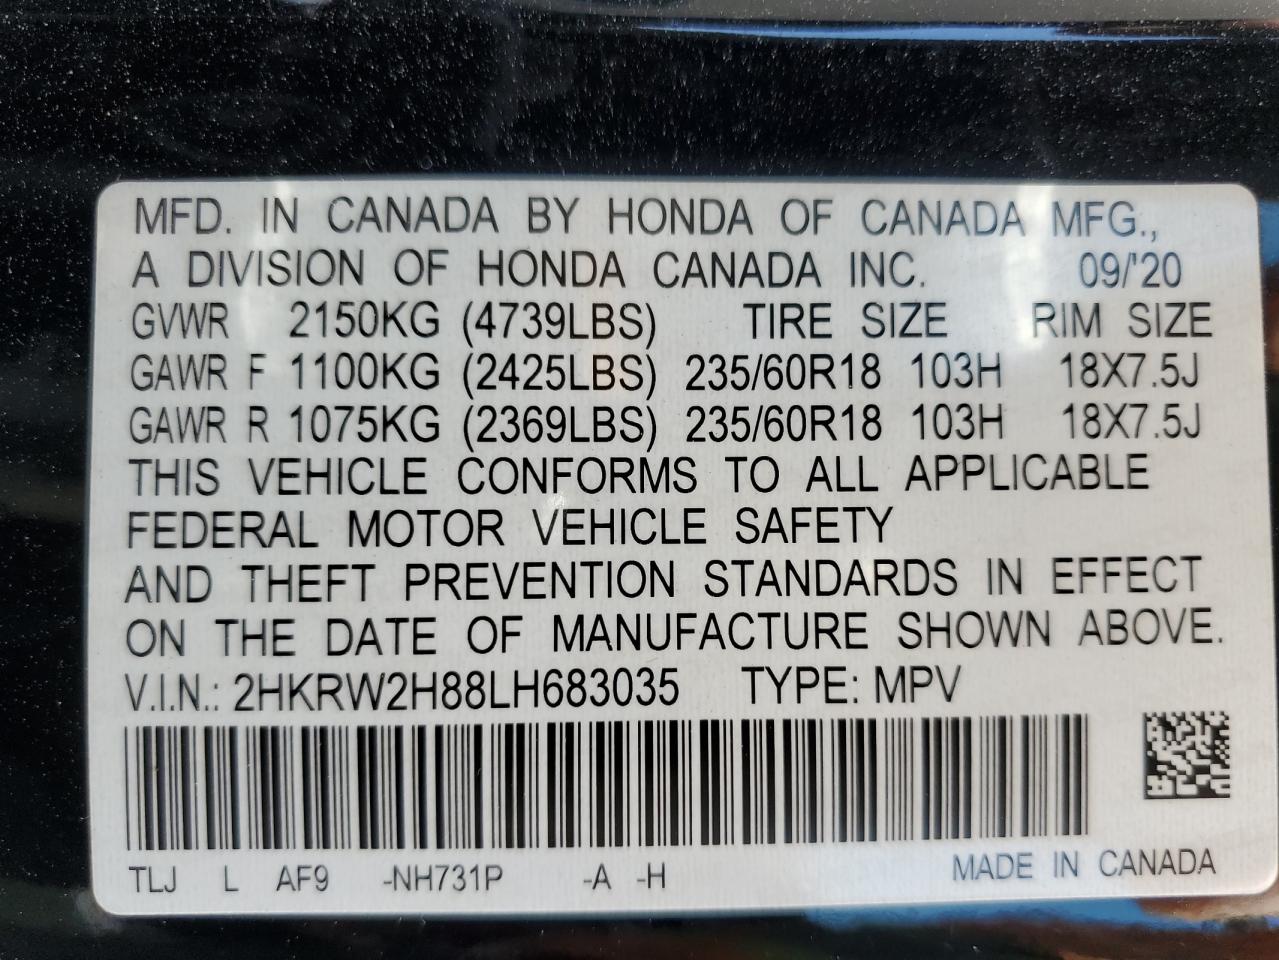 MFD. IN CANADA BY HONDA OF CANADA MFG.,
A DIVISION OF HONDA CANADA INC. 09/'20
GVWR 2150KG (4739LBS) TIRE SIZE RIM SIZE
GAWR F 1100KG (2425LBS) 235/60R18 103H 18X7.5J
GAWR R 1075KG (2369LBS) 235/60R18 103H 18X7.5J
THIS VEHICLE CONFORMS TO ALL APPLICABLE
FEDERAL MOTOR VEHICLE SAFETY
AND THEFT PREVENTION STANDARDS IN EFFECT
ON THE DATE OF MANUFACTURE SHOWN ABOVE.
V.I.N.: 2HKRW2H88LH683035 TYPE: MPV
TLJ L AF9 -NH731P -A -H MADE IN CANADA